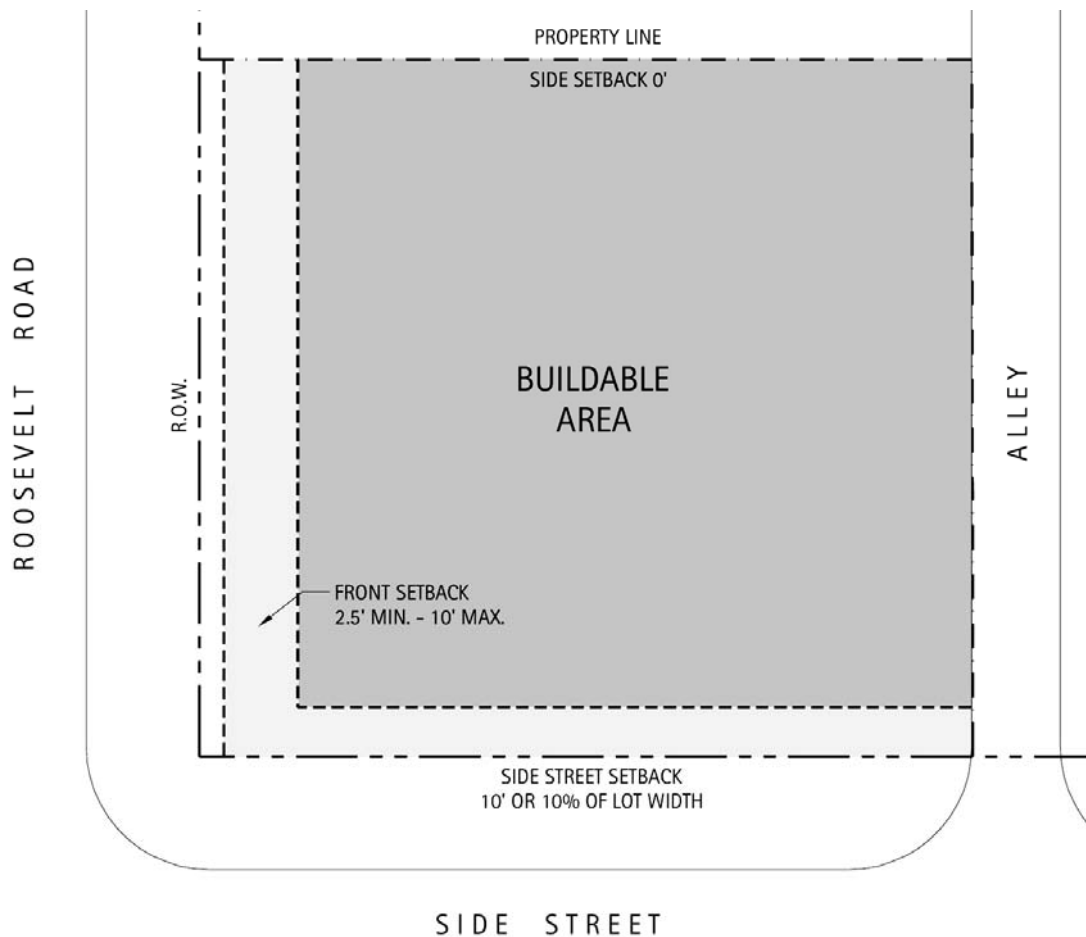 PROPERTY LINE
SIDE SETBACK 0'
ROOSEVELT ROAD
R.O.W.
BUILDABLE
AREA
ALLEY
FRONT SETBACK
2.5' MIN. - 10' MAX.
SIDE STREET SETBACK
10' OR 10% OF LOT WIDTH
SIDE STREET